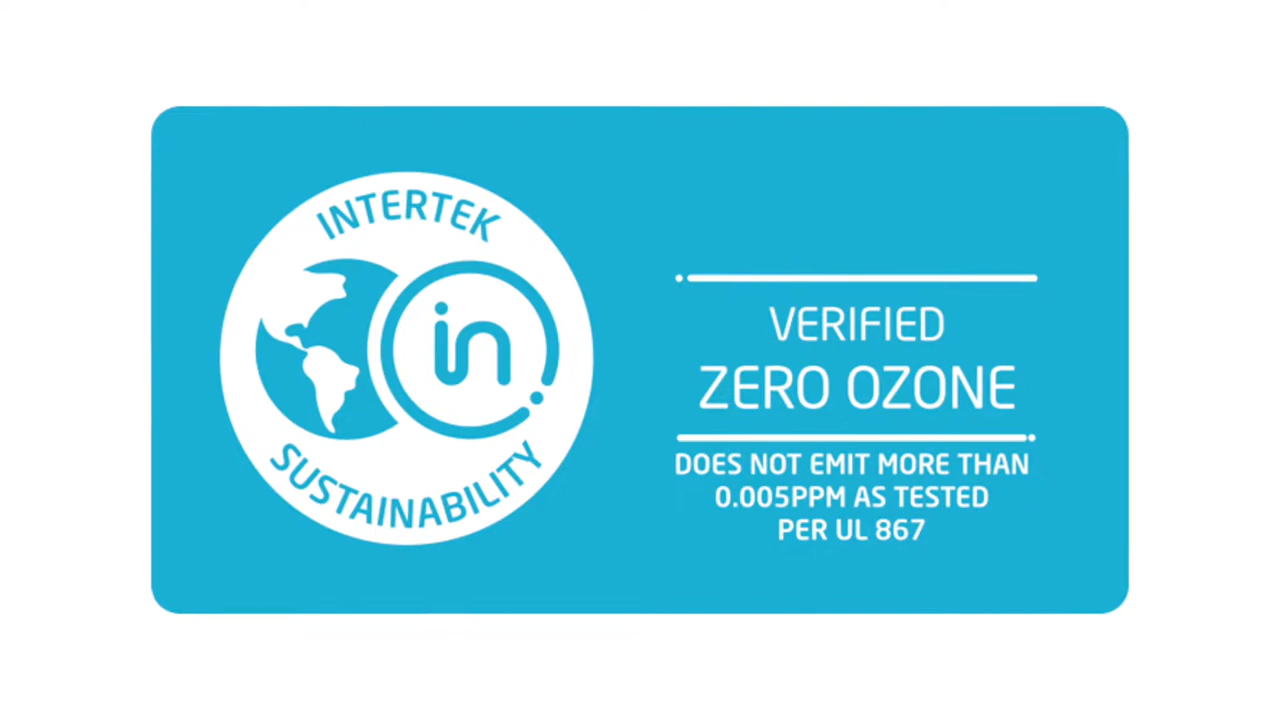 INTERTEK
in
SUSTAINABILITY
VERIFIED
ZERO OZONE
DOES NOT EMIT MORE THAN
0.005PPM AS TESTED
PER UL 867